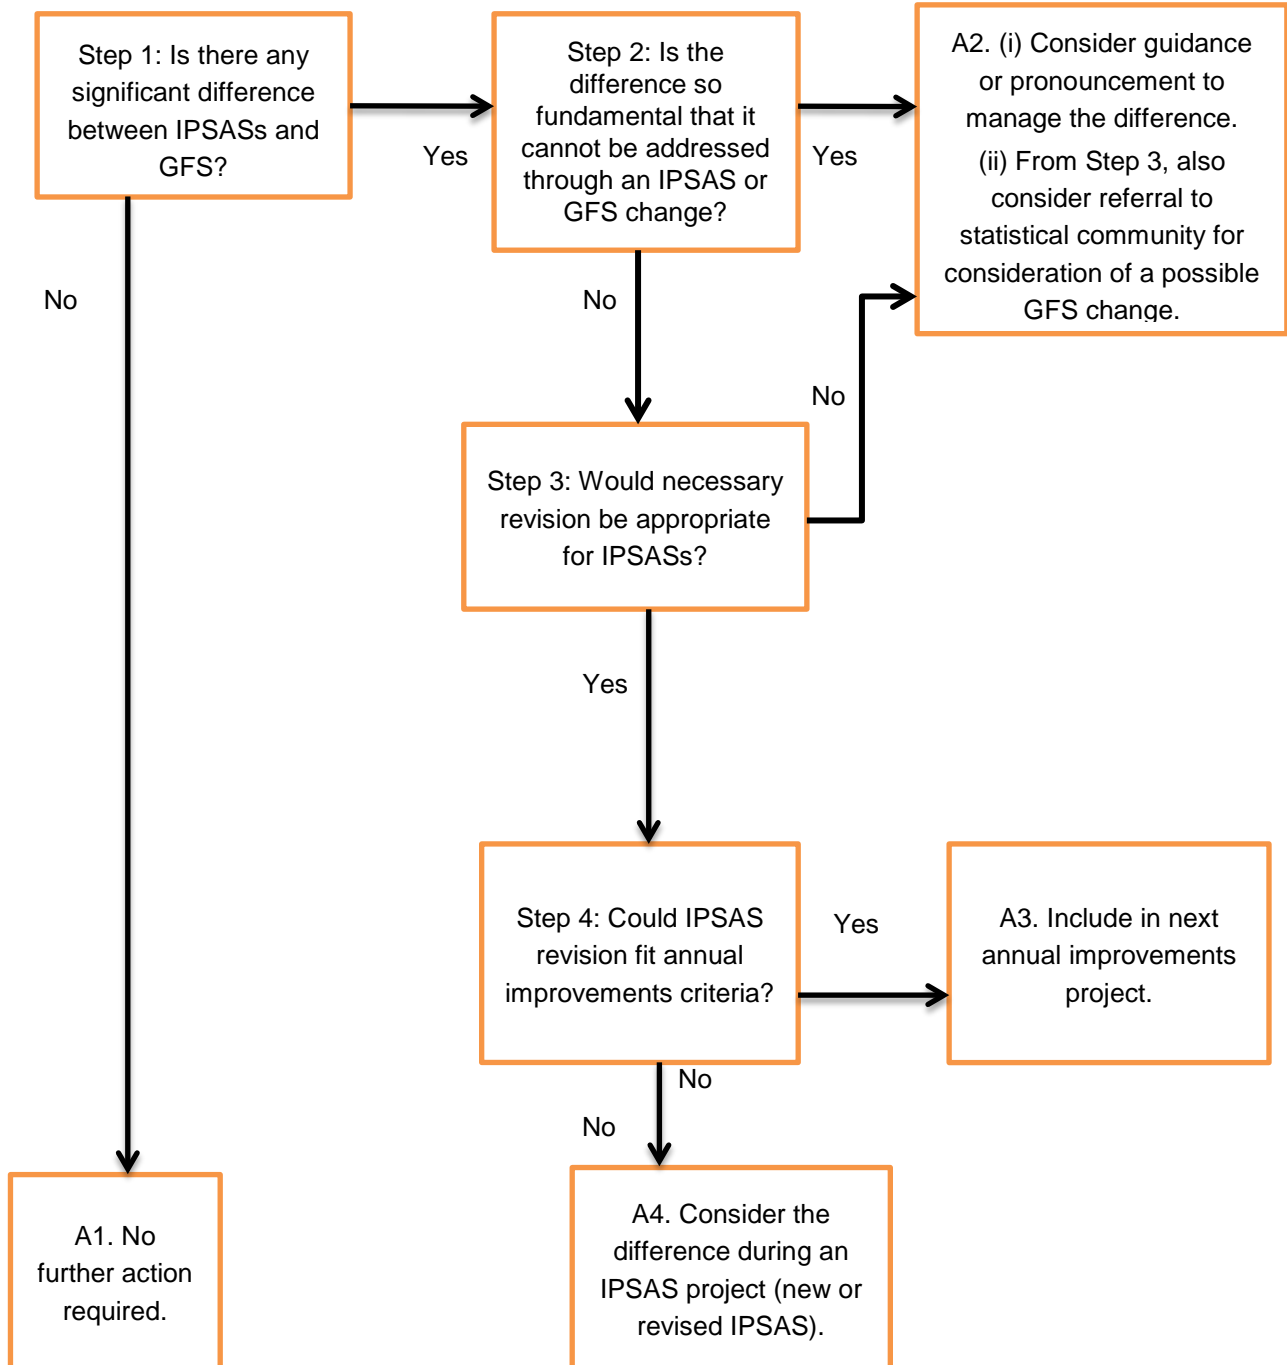 Step 1: Is there any
significant difference
between IPSASs and
GFS?
Yes
Step 2: Is the
difference so
fundamental that it
cannot be addressed
through an IPSAS or
GFS change?
Yes
A2. (i) Consider guidance
or pronouncement to
manage the difference.
(ii) From Step 3, also
consider referral to
statistical community for
consideration of a possible
GFS change.
No
No
No
Step 3: Would necessary
revision be appropriate
for IPSASs?
Yes
Step 4: Could IPSAS
revision fit annual
improvements criteria?
Yes
A3. Include in next
annual improvements
project.
No
No
A1. No
further action
required.
A4. Consider the
difference during an
IPSAS project (new or
revised IPSAS).